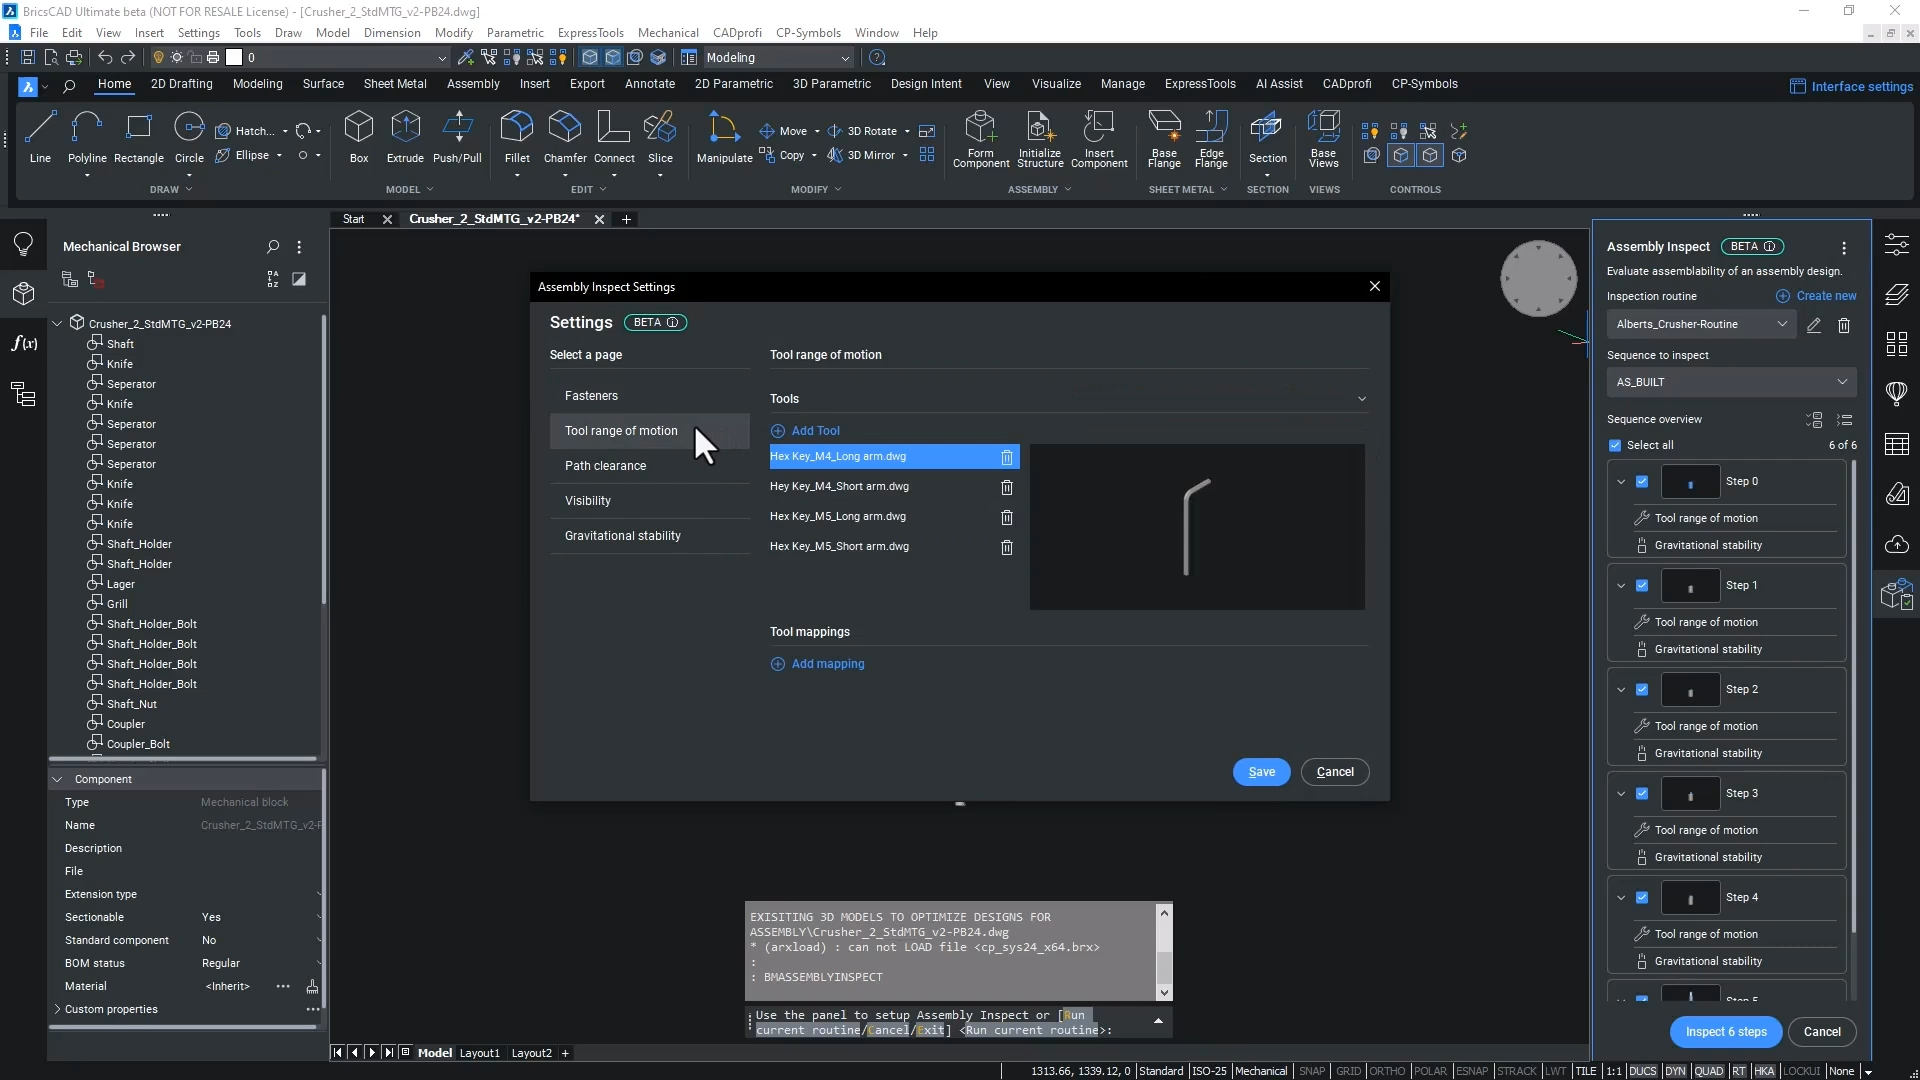 BricsCAD Ultimate beta (NOT FOR RESALE License) - [Crusher_2_StdMTG_v2-PB24.dwg]
File Edit View Insert Settings Tools Draw Model Dimension Modify Parametric ExpressTools Mechanical CADprofi CP-Symbols Window Help
0 Modeling
Home 2D Drafting Modeling Surface Sheet Metal Assembly Insert Export Annotate 2D Parametric 3D Parametric Design Intent View Visualize Manage ExpressTools AI Assist CADprofi CP-Symbols Interface settings
Hatch... Move 3D Rotate
Line Polyline Rectangle Circle Ellipse Box Extrude Push/Pull Fillet Chamfer Connect Slice Manipulate Copy 3D Mirror Form Component Initialize Structure Insert Component Base Flange Edge Flange Section Base Views
DRAW MODEL EDIT MODIFY ASSEMBLY SHEET METAL SECTION VIEWS CONTROLS
Start Crusher_2_StdMTG_v2-PB24*
Mechanical Browser
f(x)
Crusher_2_StdMTG_v2-PB24
Shaft
Knife
Seperator
Knife
Seperator
Seperator
Seperator
Knife
Knife
Knife
Shaft_Holder
Shaft_Holder
Lager
Grill
Shaft_Holder_Bolt
Shaft_Holder_Bolt
Shaft_Holder_Bolt
Shaft_Holder_Bolt
Shaft_Nut
Coupler
Coupler_Bolt
Component
Type Mechanical block
Name Crusher_2_StdMTG_v2-F
Description
File
Extension type
Sectionable Yes
Standard component No
BOM status Regular
Material <Inherit>
Custom properties
Assembly Inspect Settings
Settings BETA
Select a page
Fasteners
Tool range of motion
Path clearance
Visibility
Gravitational stability
Tool range of motion
Tools
Add Tool
Hex Key_M4_Long arm.dwg
Hey Key_M4_Short arm.dwg
Hex Key_M5_Long arm.dwg
Hex Key_M5_Short arm.dwg
Tool mappings
Add mapping
Save Cancel
EXISITING 3D MODELS TO OPTIMIZE DESIGNS FOR
ASSEMBLY\Crusher_2_StdMTG_v2-PB24.dwg
* (arxload) : can not LOAD file <cp_sys24_x64.brx>
:
: BMASSEMBLYINSPECT
Use the panel to setup Assembly Inspect or [Run
current routine/Cancel/Exit] <Run current routine>:
Model Layout1 Layout2 +
Assembly Inspect BETA
Evaluate assemblability of an assembly design.
Inspection routine Create new
Alberts_Crusher-Routine
Sequence to inspect
AS_BUILT
Sequence overview
Select all 6 of 6
Step 0
Tool range of motion
Gravitational stability
Step 1
Tool range of motion
Gravitational stability
Step 2
Tool range of motion
Gravitational stability
Step 3
Tool range of motion
Gravitational stability
Step 4
Tool range of motion
Gravitational stability
Step 5
Inspect 6 steps Cancel
1313.66, 1339.12, 0 Standard ISO-25 Mechanical SNAP GRID ORTHO POLAR ESNAP STRACK LWT TILE 1:1 DUCS DYN QUAD RT HKA LOCKUI None